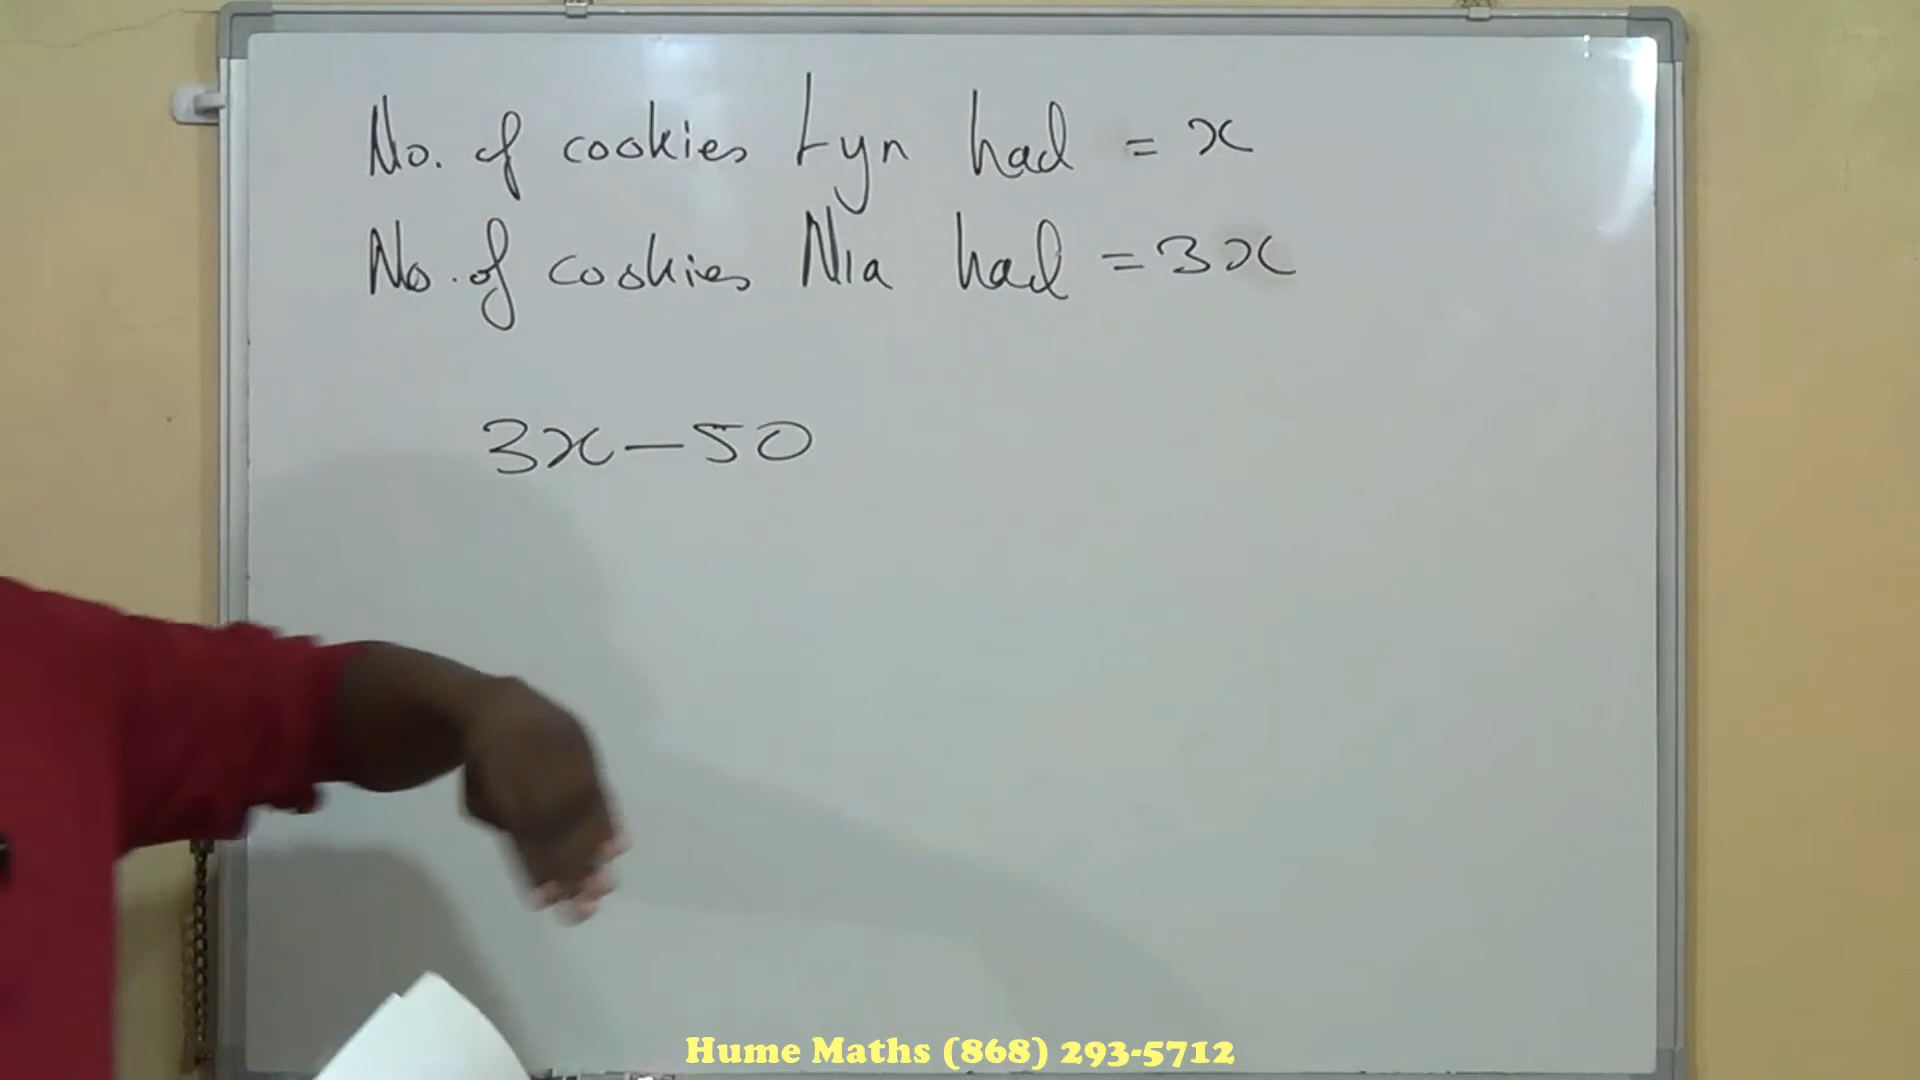 No. of cookies Lyn had = x
No. of cookies Nia had = 3x
3x - 50
Hume Maths (868) 293-5712